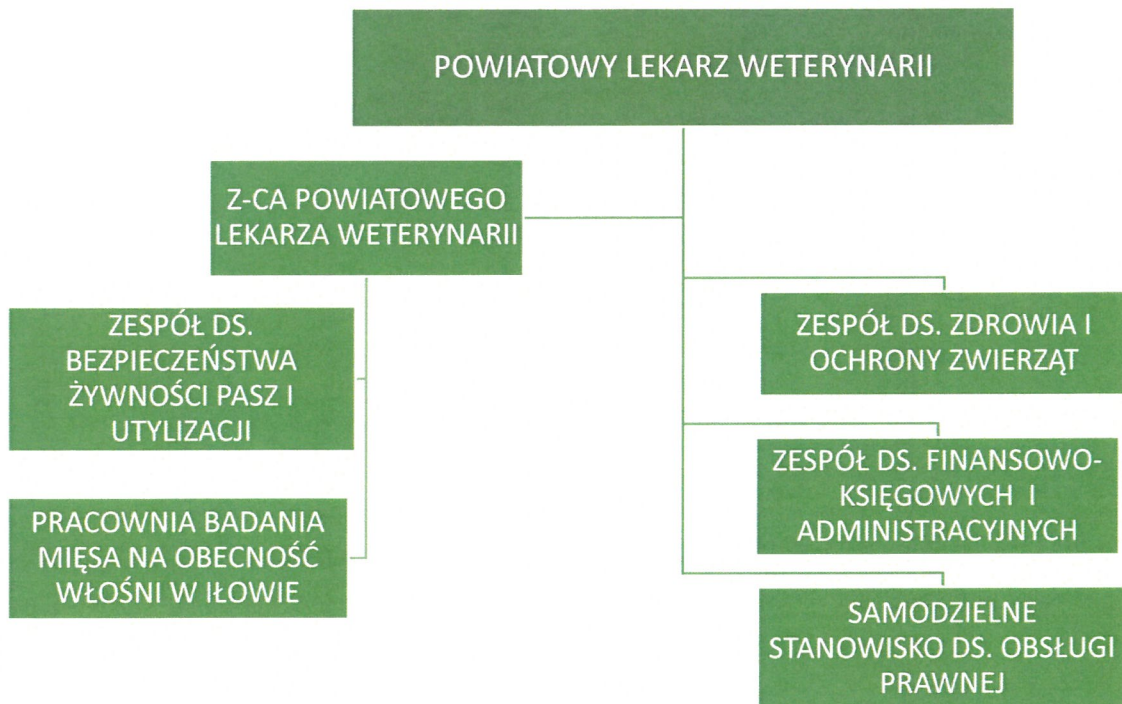 POWIATOWY LEKARZ WETERYNARII
Z-CA POWIATOWEGO
LEKARZA WETERYNARII
ZESPÓŁ DS.
BEZPIECZEŃSTWA
ŻYWNOŚCI PASZ I
UTYLIZACJI
PRACOWNIA BADANIA
MIĘSA NA OBECNOŚĆ
WŁOŚNI W IŁOWIE
ZESPÓŁ DS. ZDROWIA I
OCHRONY ZWIERZĄT
ZESPÓŁ DS. FINANSOWO-
KSIĘGOWYCH I
ADMINISTRACYJNYCH
SAMODZIELNE
STANOWISKO DS. OBSŁUGI
PRAWNEJ